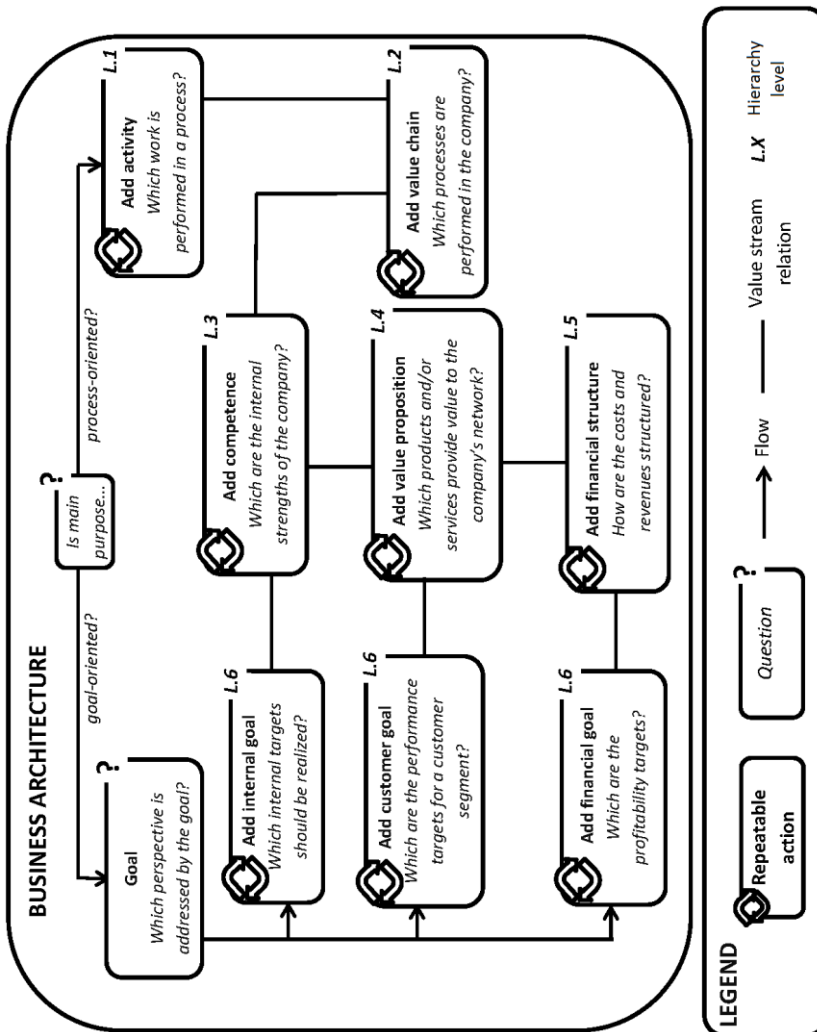 BUSINESS ARCHITECTURE
?
Is main
purpose...
goal-oriented?
process-oriented?
?
Goal
Which perspective is
addressed by the goal?
L.1
Add activity
Which work is
performed in a process?
L.6
Add internal goal
Which internal targets
should be realized?
L.3
Add competence
Which are the internal
strengths of the company?
L.2
Add value chain
Which processes are
performed in the company?
L.6
Add customer goal
Which are the performance
targets for a customer
segment?
L.4
Add value proposition
Which products and/or
services provide value to the
company's network?
L.6
Add financial goal
Which are the
profitability targets?
L.5
Add financial structure
How are the costs and
revenues structured?
LEGEND
Repeatable
action
?
Question
Flow
Value stream
relation
L.X
Hierarchy
level